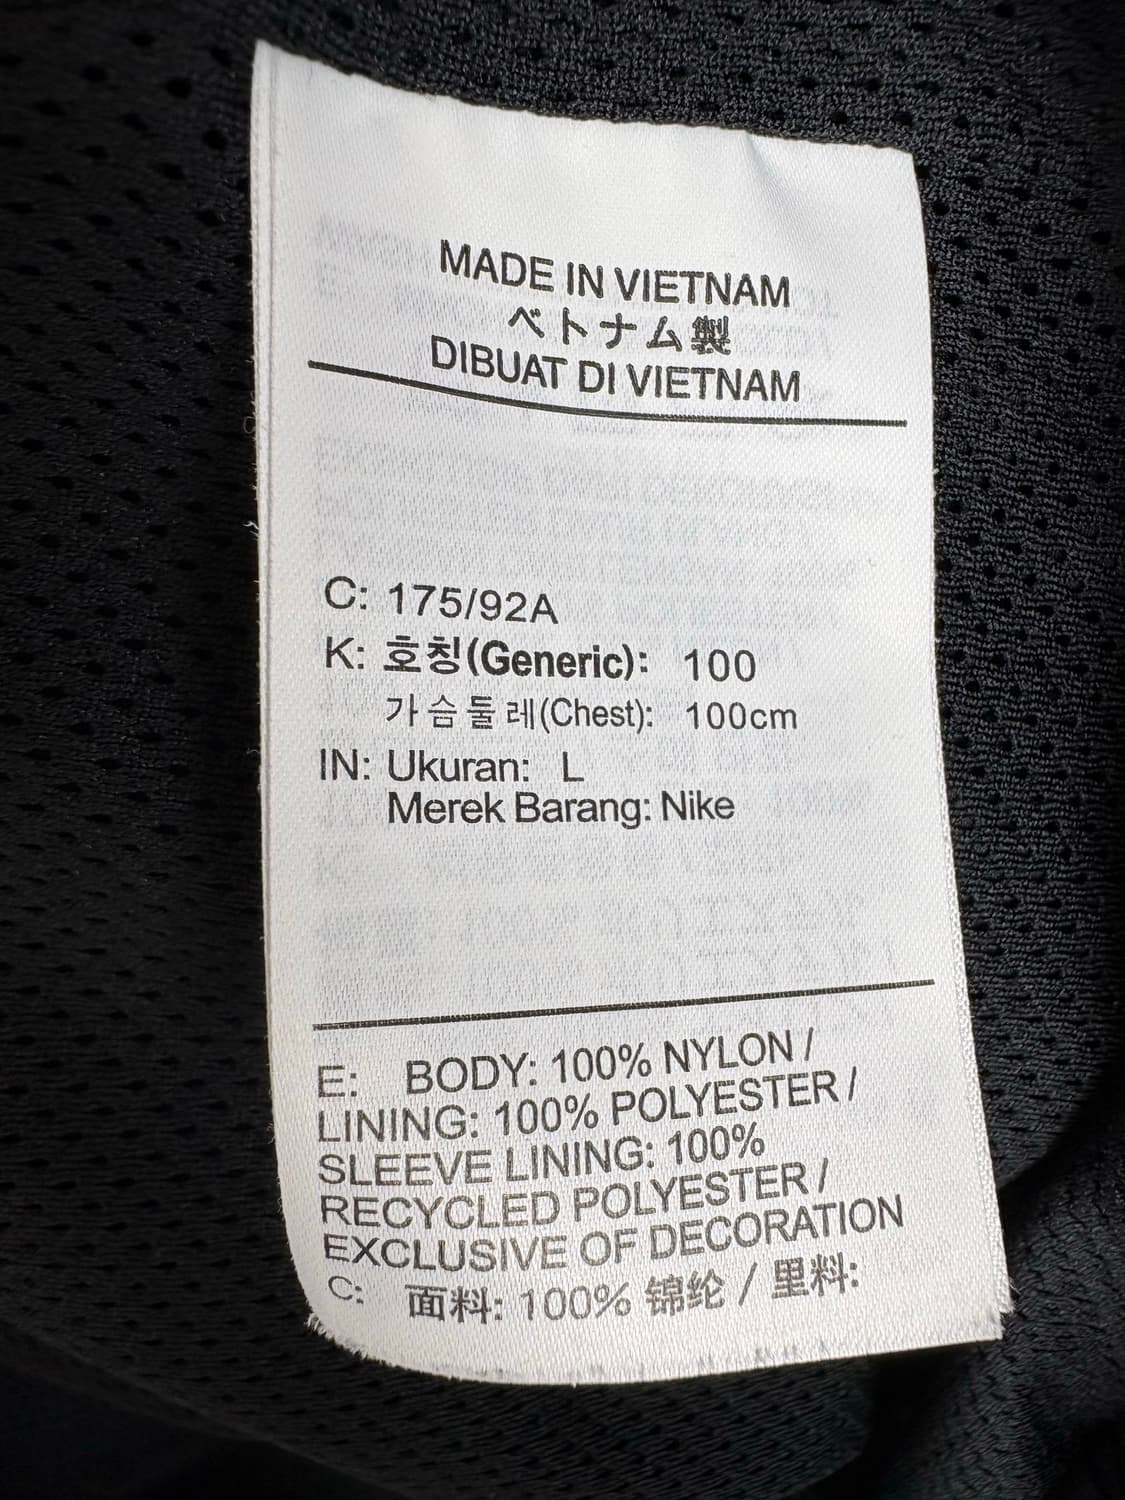 MADE IN VIETNAM
ベトナム製
DIBUAT DI VIETNAM
C: 175/92A
K: 호칭(Generic): 100
가슴둘레(Chest): 100cm
IN: Ukuran: L
Merek Barang: Nike
E: BODY: 100% NYLON /
LINING: 100% POLYESTER /
SLEEVE LINING: 100%
RECYCLED POLYESTER /
EXCLUSIVE OF DECORATION
C: 面料: 100% 锦纶 / 里料: